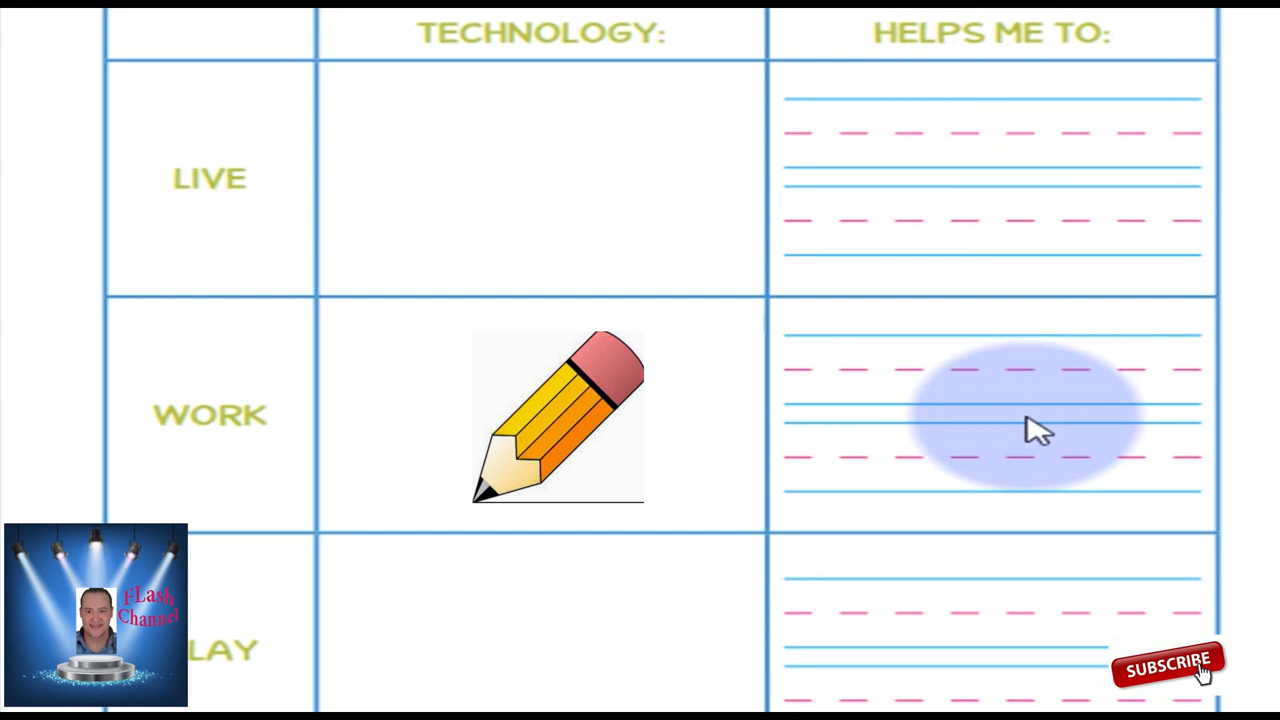 TECHNOLOGY:
HELPS ME TO:
LIVE
WORK
LAY
FLash
Channel
SUBSCRIBE